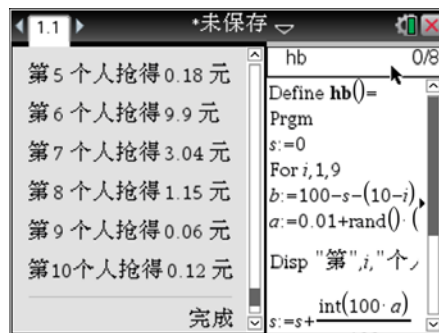 1.1
*未保存
第5个人抢得0.18元
第6个人抢得9.9元
第7个人抢得3.04元
第8个人抢得1.15元
第9个人抢得0.06元
第10个人抢得0.12元
完成
hb 0/8
Define hb()=
Prgm
s:=0
For i,1,9
b:=100-s-(10-i)
a:=0.01+rand()·(
Disp "第",i,"个
s:=s+int(100·a)